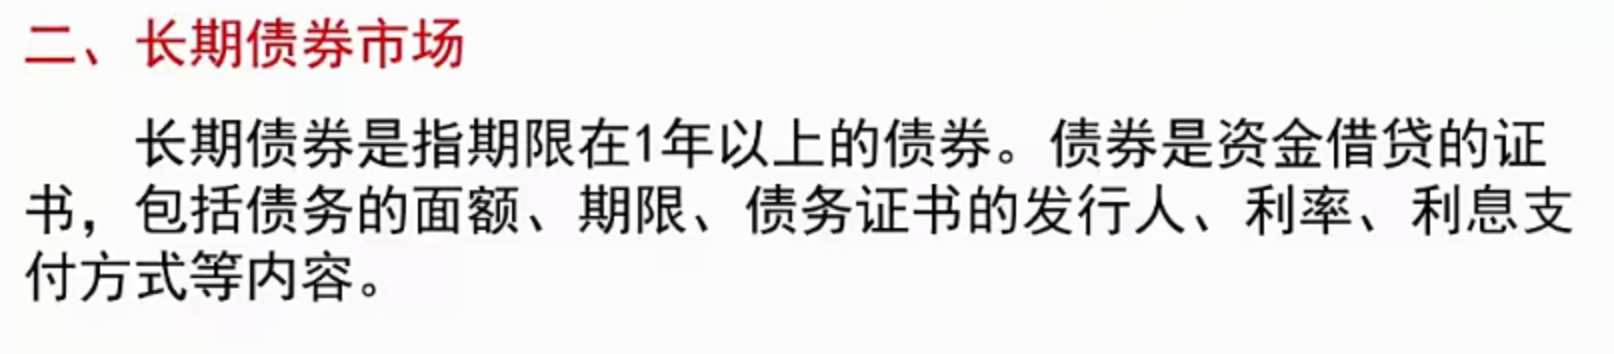 二、长期债券市场
长期债券是指期限在1年以上的债券。债券是资金借贷的证
书，包括债务的面额、期限、债务证书的发行人、利率、利息支
付方式等内容。